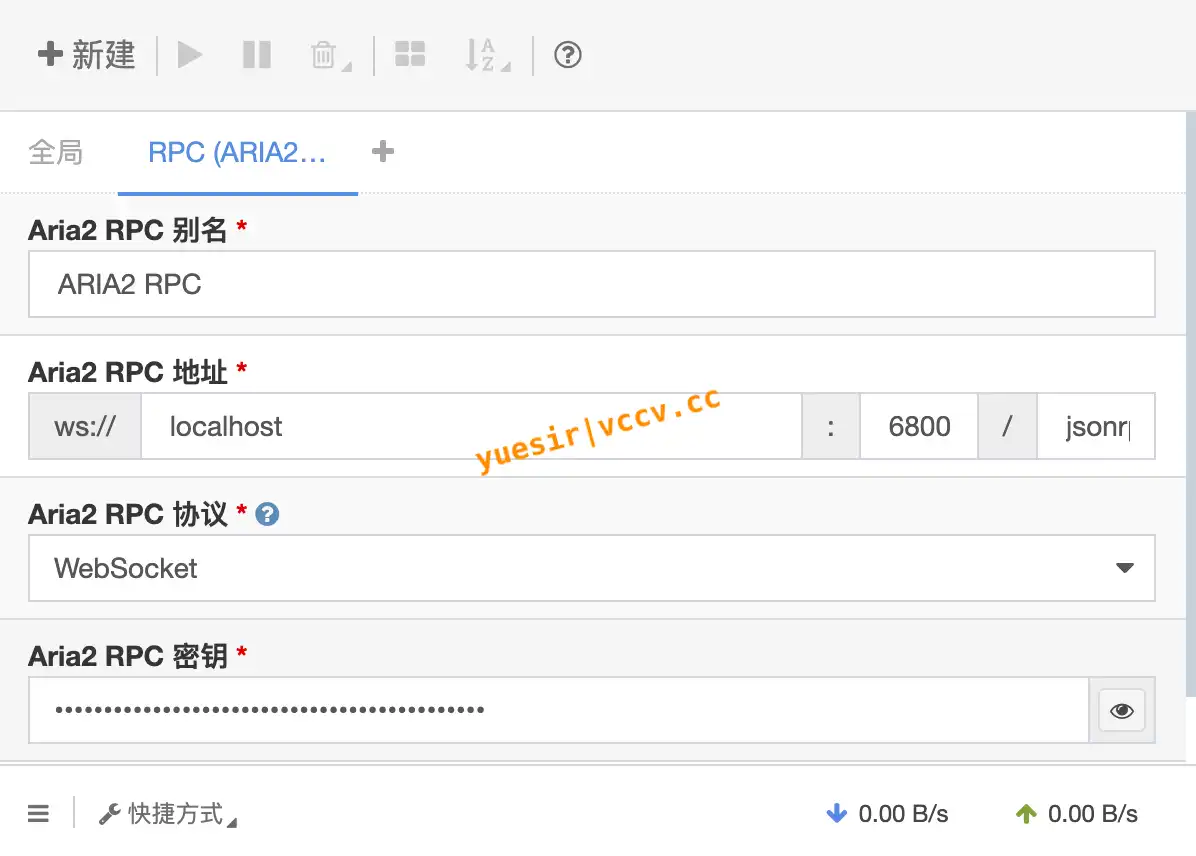 新建
全局 RPC (ARIA2...
Aria2 RPC 别名 *
ARIA2 RPC
Aria2 RPC 地址 *
ws:// localhost : 6800 / jsonr
yuesir|vccv.cc
Aria2 RPC 协议 *
WebSocket
Aria2 RPC 密钥 *
••••••••••••••••••••••••••••••••••••••••••••
快捷方式 0.00 B/s 0.00 B/s